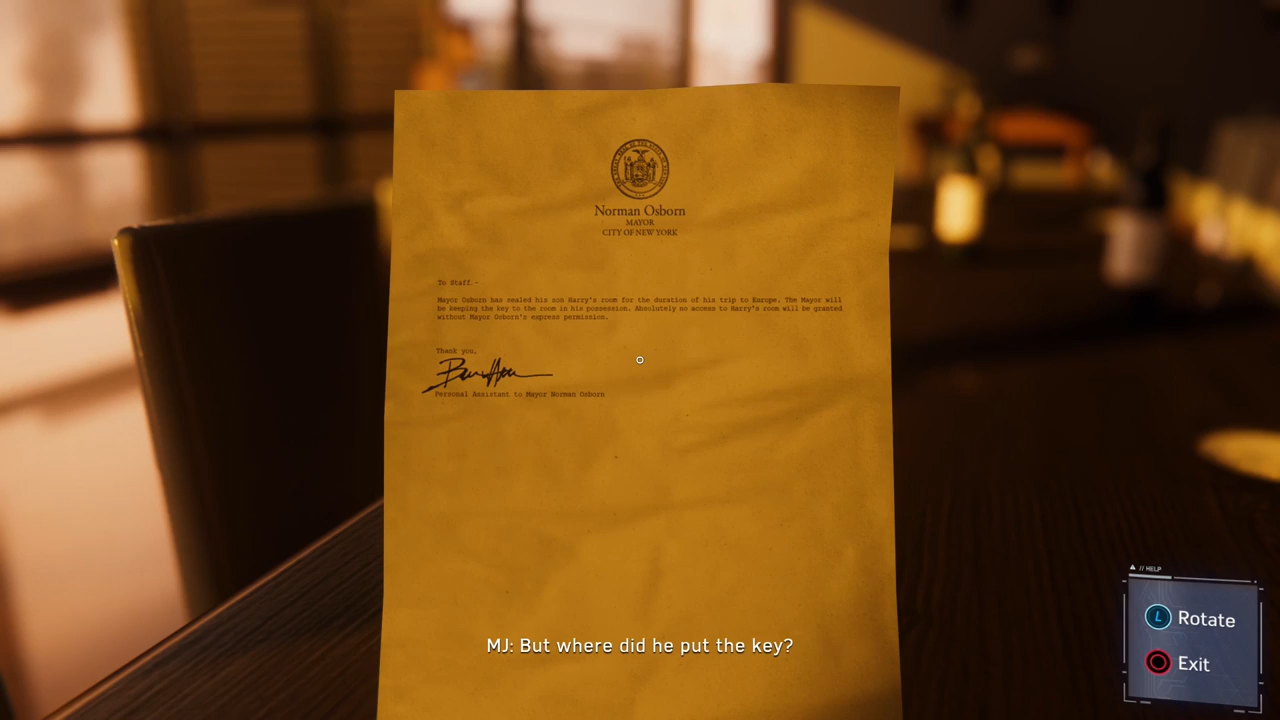 Norman Osborn
MAYOR
CITY OF NEW YORK
To Staff.-
Mayor Osborn has sealed his son Harry's room for the duration of his trip to Europe. The Mayor will
be keeping the key to the room in his possession. Absolutely no access to Harry's room will be granted
without Mayor Osborn's express permission.
Thank you,
Personal Assistant to Mayor Norman Osborn
MJ: But where did he put the key?
// HELP
L Rotate
Exit